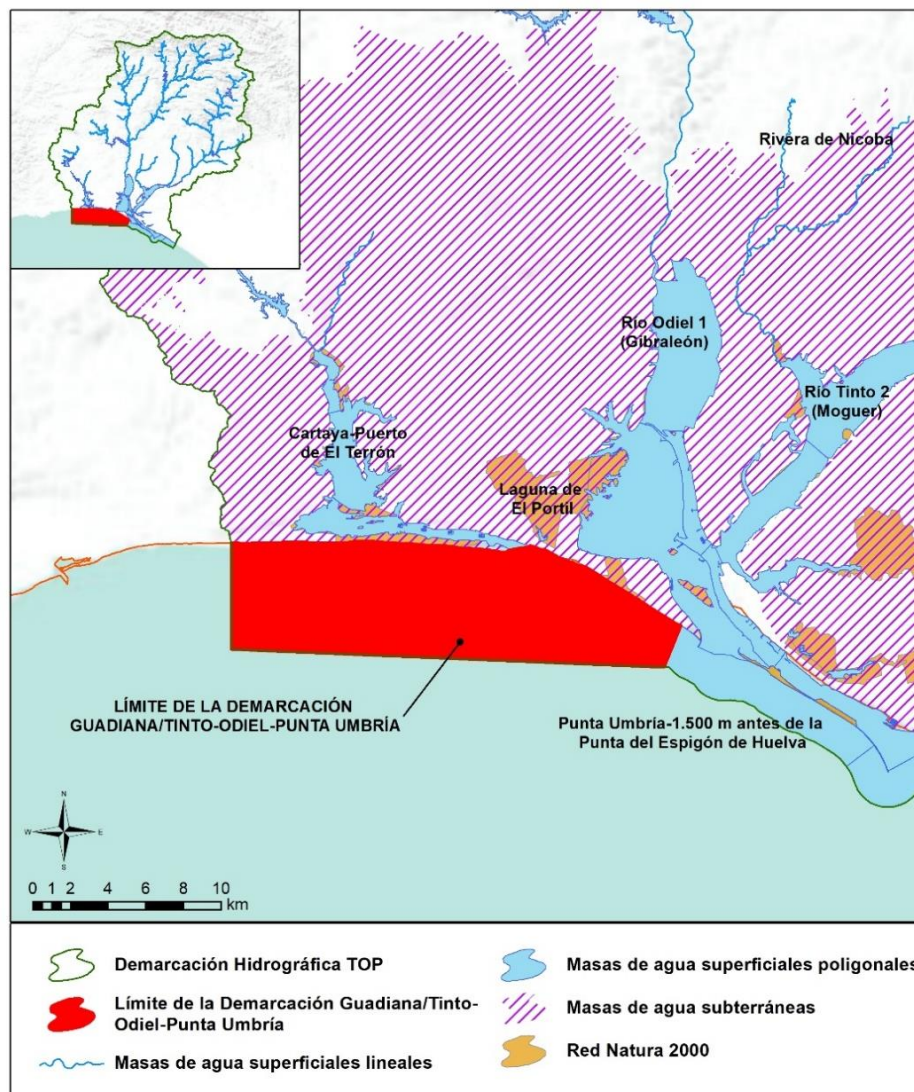 Rivera de Nicoba
Río Odiel 1
(Gibraleón)
Río Tinto 2
(Moguer)
Cartaya-Puerto
de El Terrón
Laguna de
El Portil
LÍMITE DE LA DEMARCACIÓN
GUADIANA/TINTO-ODIEL-PUNTA UMBRÍA
Punta Umbría-1.500 m antes de la
Punta del Espigón de Huelva
N
W E
S
0 1 2 4 6 8 10
km
Demarcación Hidrográfica TOP
Límite de la Demarcación Guadiana/Tinto-
Odiel-Punta Umbría
Masas de agua superficiales lineales
Masas de agua superficiales poligonales
Masas de agua subterráneas
Red Natura 2000